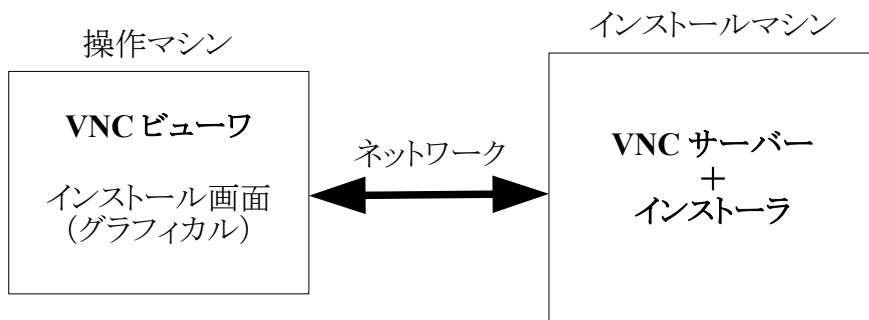 操作マシン
VNC ビューワ
インストール画面
(グラフィカル)
ネットワーク
インストールマシン
VNC サーバー
+
インストーラ